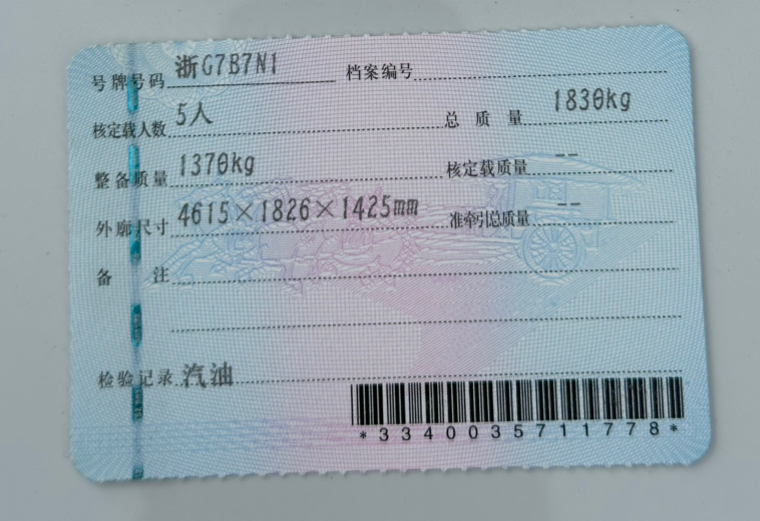 号牌号码 浙G7B7N1 档案编号
核定载人数 5人 总质量 1830kg
整备质量 1370kg 核定载质量 --
外廓尺寸 4615×1826×1425mm 准牵引总质量 --
备注
检验记录 汽油
*3340035711778*